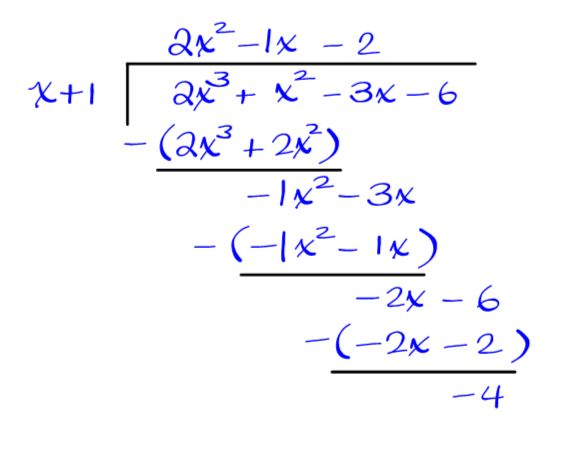 2x² - 1x - 2
x+1 2x³ + x² - 3x - 6
- (2x³ + 2x²)
-1x² - 3x
- (-1x² - 1x)
-2x - 6
- (-2x - 2)
-4